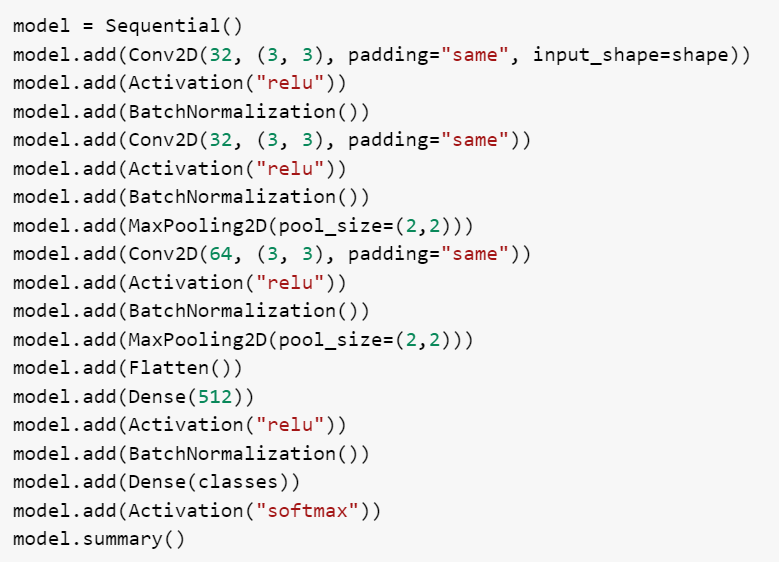 model = Sequential()
model.add(Conv2D(32, (3, 3), padding="same", input_shape=shape))
model.add(Activation("relu"))
model.add(BatchNormalization())
model.add(Conv2D(32, (3, 3), padding="same"))
model.add(Activation("relu"))
model.add(BatchNormalization())
model.add(MaxPooling2D(pool_size=(2,2)))
model.add(Conv2D(64, (3, 3), padding="same"))
model.add(Activation("relu"))
model.add(BatchNormalization())
model.add(MaxPooling2D(pool_size=(2,2)))
model.add(Flatten())
model.add(Dense(512))
model.add(Activation("relu"))
model.add(BatchNormalization())
model.add(Dense(classes))
model.add(Activation("softmax"))
model.summary()